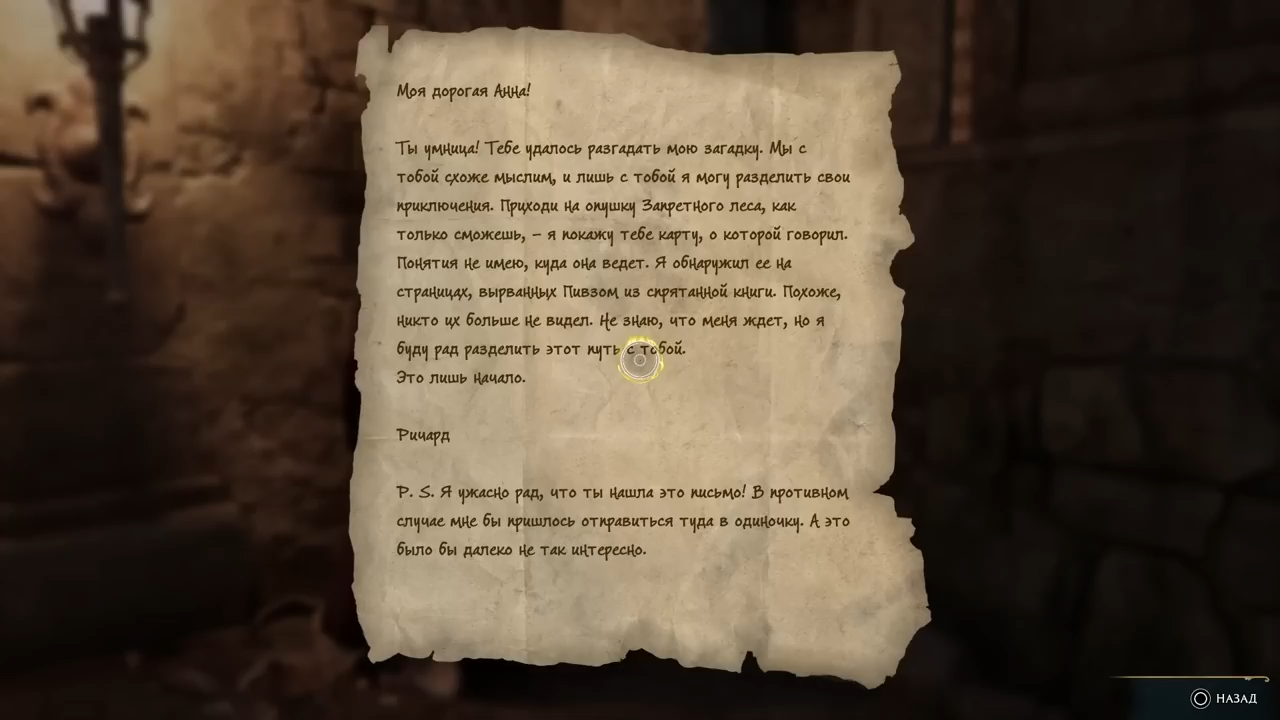 Моя дорогая Анна!
Ты умница! Тебе удалось разгадать мою загадку. Мы с
тобой схоже мыслим, и лишь с тобой я могу разделить свои
приключения. Приходи на опушку Запретного леса, как
только сможешь, – я покажу тебе карту, о которой говорил.
Понятия не имею, куда она ведет. Я обнаружил ее на
страницах, вырванных Пивзом из спрятанной книги. Похоже,
никто их больше не видел. Не знаю, что меня ждет, но я
буду рад разделить этот путь с тобой.
Это лишь начало.
Ричард
P. S. Я ужасно рад, что ты нашла это письмо! В противном
случае мне бы пришлось отправиться туда в одиночку. А это
было бы далеко не так интересно.
НАЗАД